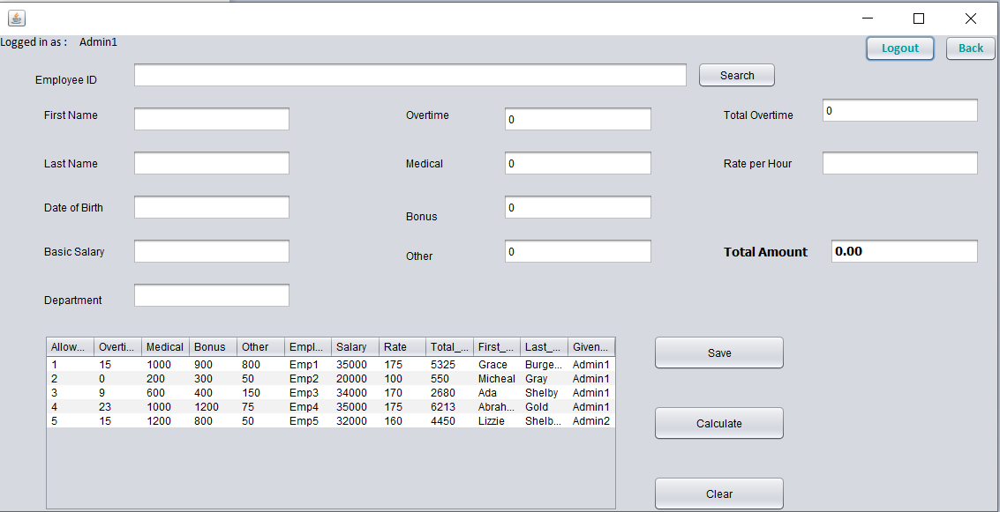 Logged in as : Admin1
Logout Back
Employee ID Search
First Name Overtime 0 Total Overtime 0
Last Name Medical 0 Rate per Hour
Date of Birth Bonus 0
Basic Salary Other 0 Total Amount 0.00
Department
Allow... Overti... Medical Bonus Other Empl... Salary Rate Total_... First_... Last_... Given...
1 15 1000 900 800 Emp1 35000 175 5325 Grace Burge... Admin1
2 0 200 300 50 Emp2 20000 100 550 Micheal Gray Admin1
3 9 600 400 150 Emp3 34000 170 2680 Ada Shelby Admin1
4 23 1000 1200 75 Emp4 35000 175 6213 Abrah... Gold Admin1
5 15 1200 800 50 Emp5 32000 160 4450 Lizzie Shelb... Admin2
Save
Calculate
Clear